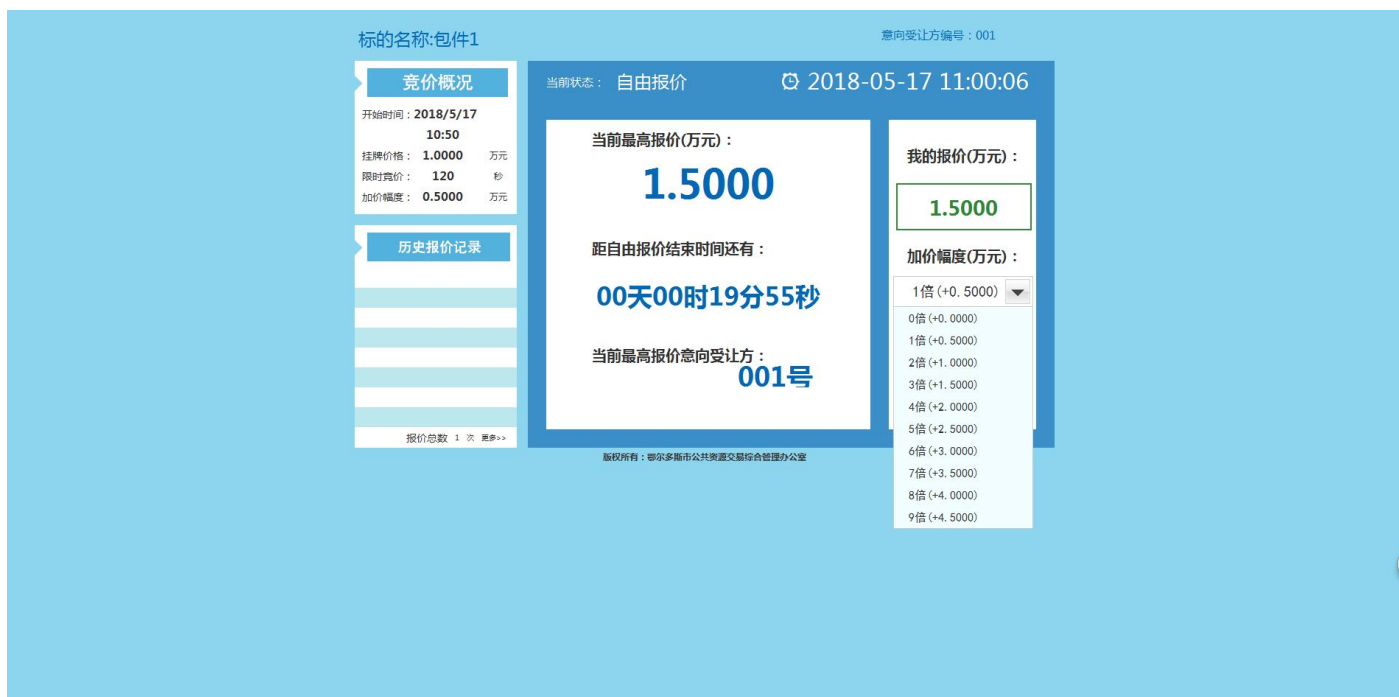 标的名称:包件1
意向受让方编号：001
竞价概况
开始时间：2018/5/17
10:50
挂牌价格： 1.0000 万元
限时竞价： 120 秒
加价幅度： 0.5000 万元
历史报价记录
报价总数 1 次 更多>>
当前状态： 自由报价 2018-05-17 11:00:06
当前最高报价(万元)：
1.5000
距自由报价结束时间还有：
00天00时19分55秒
当前最高报价意向受让方：
001号
我的报价(万元)：
1.5000
加价幅度(万元)：
1倍(+0.5000)
0倍(+0.0000)
1倍(+0.5000)
2倍(+1.0000)
3倍(+1.5000)
4倍(+2.0000)
5倍(+2.5000)
6倍(+3.0000)
7倍(+3.5000)
8倍(+4.0000)
9倍(+4.5000)
版权所有：鄂尔多斯市公共资源交易综合管理办公室